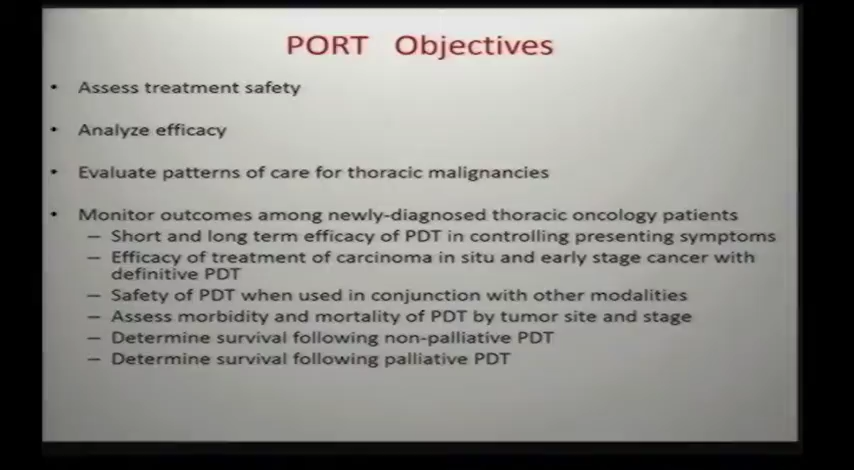 PORT Objectives
• Assess treatment safety
• Analyze efficacy
• Evaluate patterns of care for thoracic malignancies
• Monitor outcomes among newly-diagnosed thoracic oncology patients
– Short and long term efficacy of PDT in controlling presenting symptoms
– Efficacy of treatment of carcinoma in situ and early stage cancer with
definitive PDT
– Safety of PDT when used in conjunction with other modalities
– Assess morbidity and mortality of PDT by tumor site and stage
– Determine survival following non-palliative PDT
– Determine survival following palliative PDT